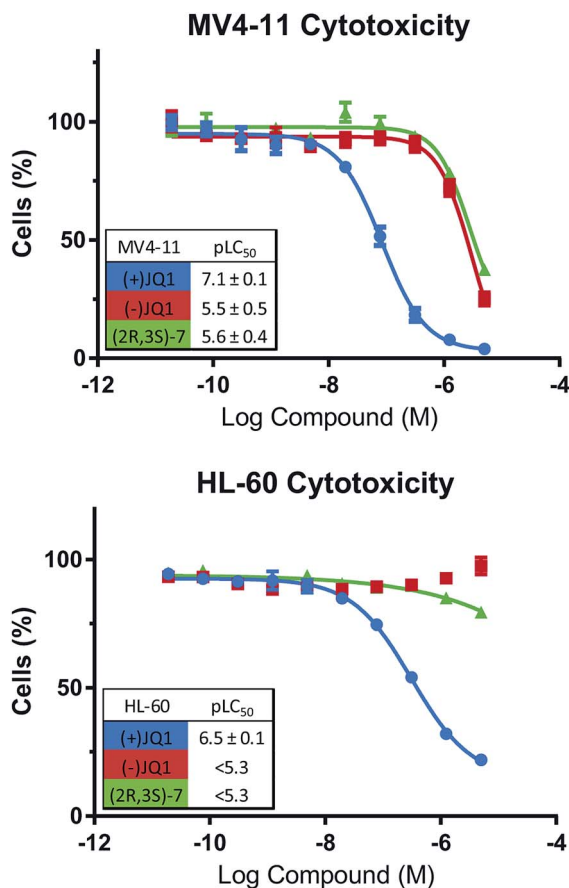 MV4-11 Cytotoxicity
100
50
0
Cells (%)
MV4-11 pLC50
(+)JQ1 7.1 ± 0.1
(-)JQ1 5.5 ± 0.5
(2R,3S)-7 5.6 ± 0.4
-12 -10 -8 -6 -4
Log Compound (M)
HL-60 Cytotoxicity
100
50
0
Cells (%)
HL-60 pLC50
(+)JQ1 6.5 ± 0.1
(-)JQ1 <5.3
(2R,3S)-7 <5.3
-12 -10 -8 -6 -4
Log Compound (M)